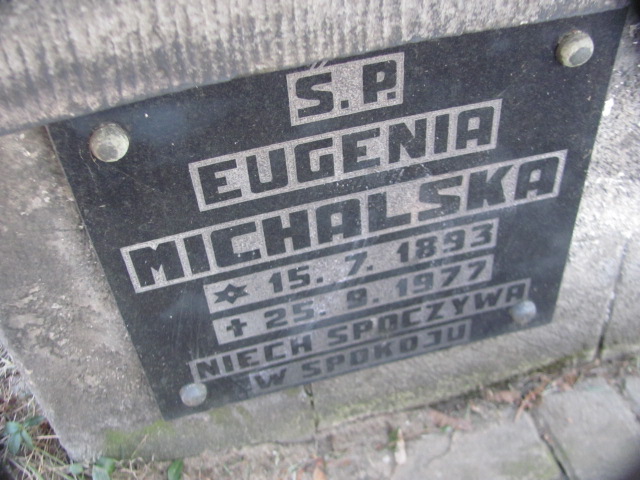 S.P.
EUGENIA
MICHALSKA
✡ 15. 7. 1893
✝ 25. 9. 1977
NIECH SPOCZYWA
W SPOKOJU